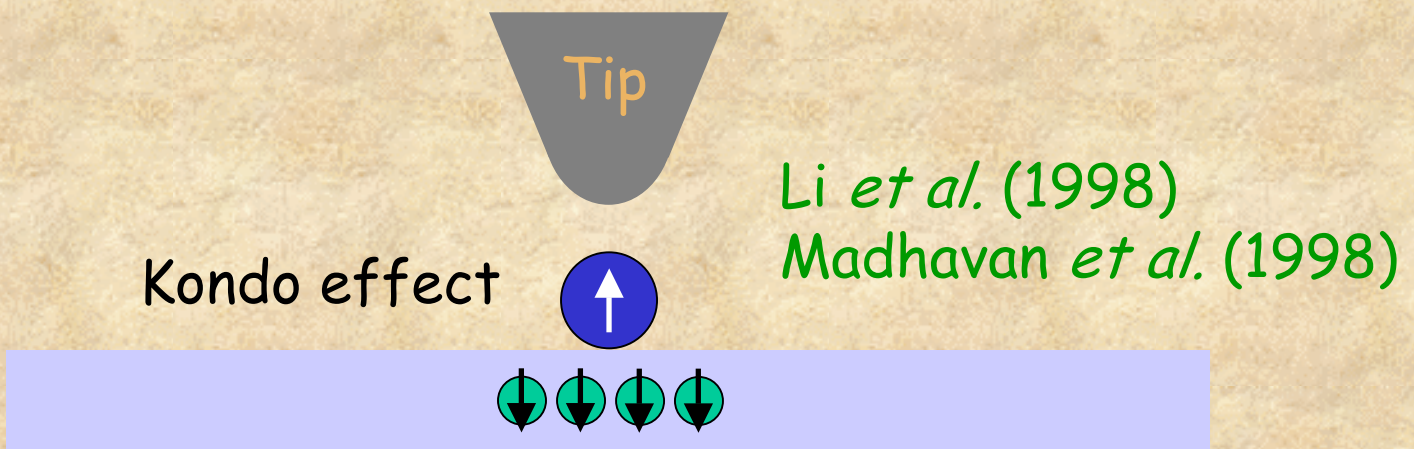 Tip
Li et al. (1998)
Madhavan et al. (1998)
Kondo effect